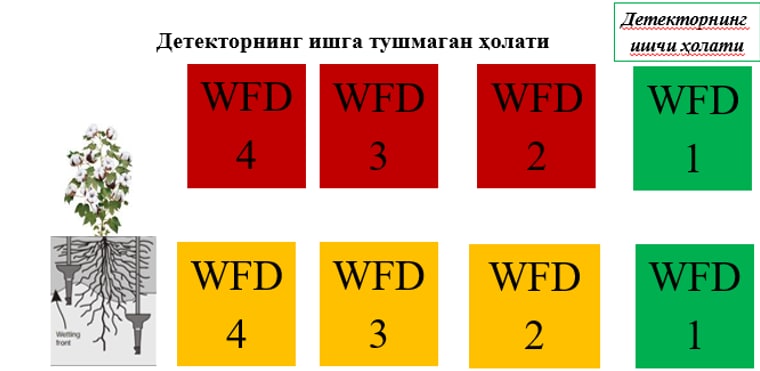 Детекторнинг
ишчи ҳолати
Детекторнинг ишга тушмаган ҳолати
WFD
4
WFD
3
WFD
2
WFD
1
WFD
4
WFD
3
WFD
2
WFD
1
Wetting
front